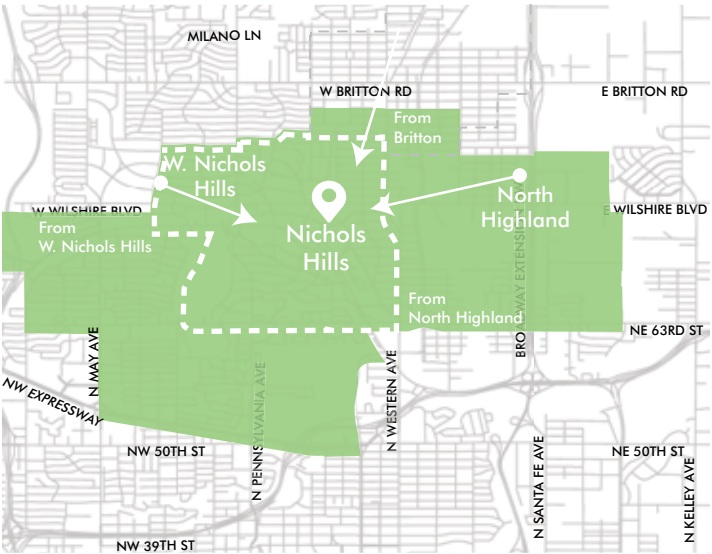 MILANO LN
W BRITTON RD
E BRITTON RD
From
Britton
W. Nichols
Hills
North
Highland
W WILSHIRE BLVD
E WILSHIRE BLVD
From
W. Nichols Hills
Nichols
Hills
BROADWAY EXTENSION
From
North Highland
NE 63RD ST
N MAY AVE
NW EXPRESSWAY
N PENNSYLVANIA AVE
N WESTERN AVE
NW 50TH ST
NE 50TH ST
N SANTA FE AVE
N KELLEY AVE
NW 39TH ST